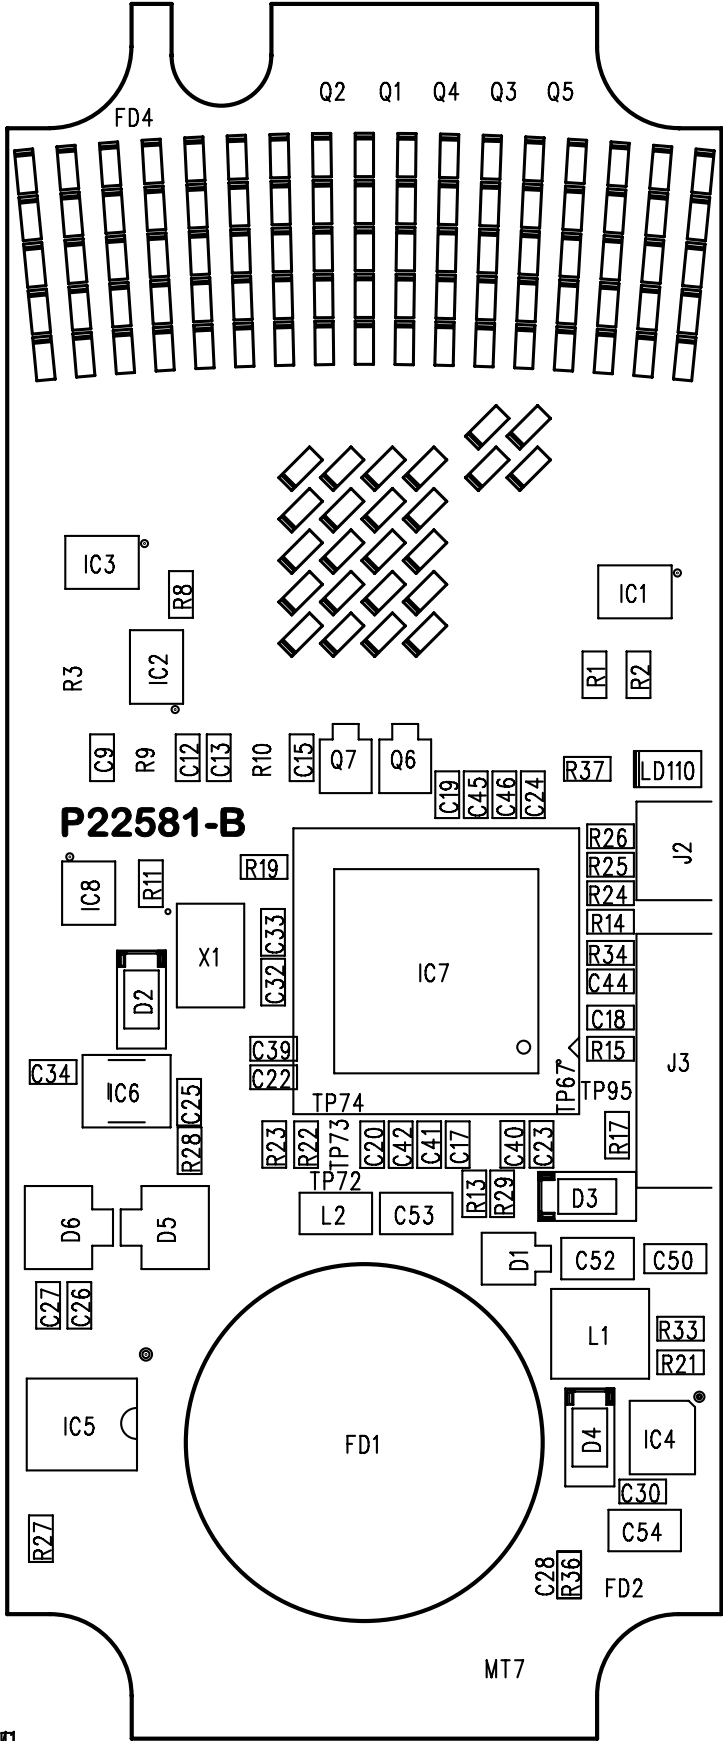 Q2 Q1 Q4 Q3 Q5
FD4
IC3
R8
IC1
IC2
R3
R1
R2
C9
R9
C12
C13
R10
C15
Q7
Q6
R37
LD110
C19
C45
C46
C24
P22581-B
R26
J2
R25
R19
R11
IC8
R24
R14
C33
X1
IC7
R34
C32
C44
D2
C18
C39
R15
J3
C34
C22
IC6
TP67
TP95
C25
TP74
R28
R23
R22
TP73
C20
C42
C41
C17
C40
C23
R17
TP72
R13
R29
D3
L2
C53
D6
D5
D1
C52
C50
C27
C26
L1
R33
R21
IC5
FD1
D4
IC4
C30
R27
C54
C28
R36
FD2
MT7